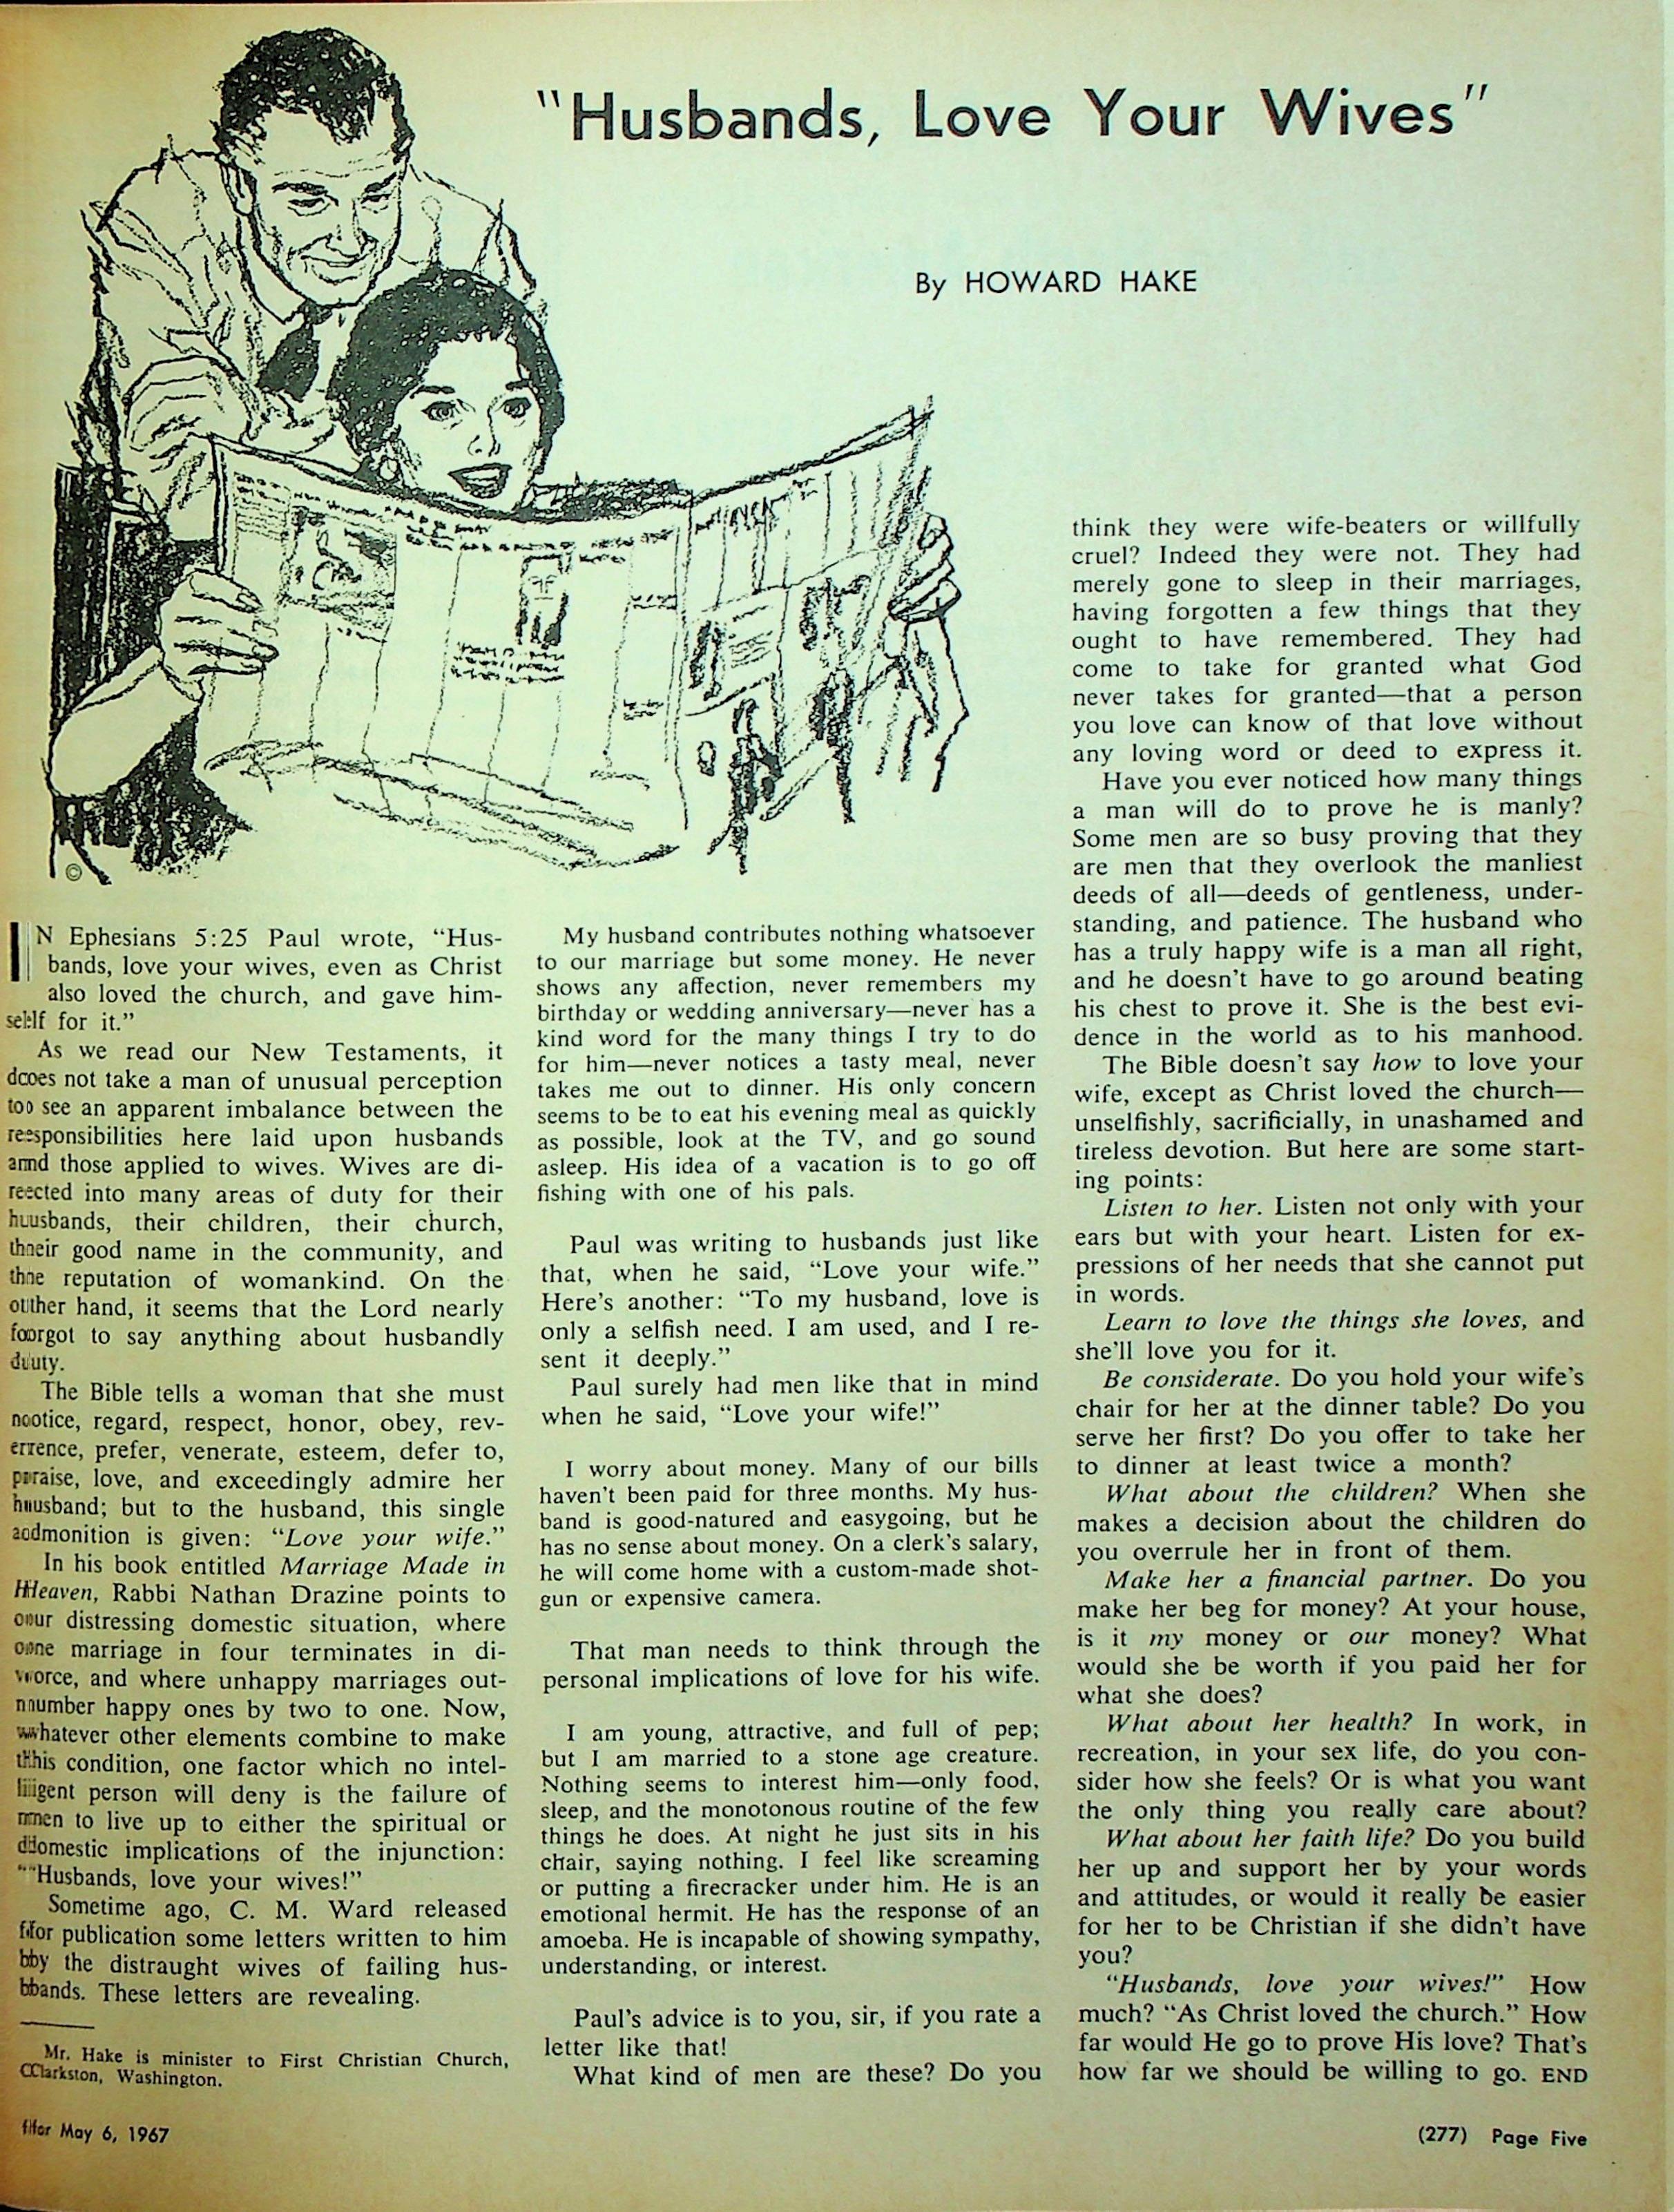 "Husbands, Love Your Wives"
By HOWARD HAKE
©
IN Ephesians 5:25 Paul wrote, “Hus-
bands, love your wives, even as Christ
also loved the church, and gave him-
self for it.”
As we read our New Testaments, it
does not take a man of unusual perception
to see an apparent imbalance between the
responsibilities here laid upon husbands
and those applied to wives. Wives are di-
rected into many areas of duty for their
husbands, their children, their church,
their good name in the community, and
the reputation of womankind. On the
other hand, it seems that the Lord nearly
forgot to say anything about husbandly
duty.
The Bible tells a woman that she must
notice, regard, respect, honor, obey, rev-
erence, prefer, venerate, esteem, defer to,
praise, love, and exceedingly admire her
husband; but to the husband, this single
admonition is given: “Love your wife.”
In his book entitled Marriage Made in
Heaven, Rabbi Nathan Drazine points to
our distressing domestic situation, where
one marriage in four terminates in di-
vorce, and where unhappy marriages out-
number happy ones by two to one. Now,
whatever other elements combine to make
this condition, one factor which no intel-
ligent person will deny is the failure of
men to live up to either the spiritual or
domestic implications of the injunction:
“Husbands, love your wives!”
Sometime ago, C. M. Ward released
for publication some letters written to him
by the distraught wives of failing hus-
bands. These letters are revealing.
Mr. Hake is minister to First Christian Church,
Clarkston, Washington.
My husband contributes nothing whatsoever
to our marriage but some money. He never
shows any affection, never remembers my
birthday or wedding anniversary—never has a
kind word for the many things I try to do
for him—never notices a tasty meal, never
takes me out to dinner. His only concern
seems to be to eat his evening meal as quickly
as possible, look at the TV, and go sound
asleep. His idea of a vacation is to go off
fishing with one of his pals.
Paul was writing to husbands just like
that, when he said, “Love your wife.”
Here’s another: “To my husband, love is
only a selfish need. I am used, and I re-
sent it deeply.”
Paul surely had men like that in mind
when he said, “Love your wife!”
I worry about money. Many of our bills
haven’t been paid for three months. My hus-
band is good-natured and easygoing, but he
has no sense about money. On a clerk’s salary,
he will come home with a custom-made shot-
gun or expensive camera.
That man needs to think through the
personal implications of love for his wife.
I am young, attractive, and full of pep;
but I am married to a stone age creature.
Nothing seems to interest him—only food,
sleep, and the monotonous routine of the few
things he does. At night he just sits in his
chair, saying nothing. I feel like screaming
or putting a firecracker under him. He is an
emotional hermit. He has the response of an
amoeba. He is incapable of showing sympathy,
understanding, or interest.
Paul’s advice is to you, sir, if you rate a
letter like that!
What kind of men are these? Do you
think they were wife-beaters or willfully
cruel? Indeed they were not. They had
merely gone to sleep in their marriages,
having forgotten a few things that they
ought to have remembered. They had
come to take for granted what God
never takes for granted—that a person
you love can know of that love without
any loving word or deed to express it.
Have you ever noticed how many things
a man will do to prove he is manly?
Some men are so busy proving that they
are men that they overlook the manliest
deeds of all—deeds of gentleness, under-
standing, and patience. The husband who
has a truly happy wife is a man all right,
and he doesn’t have to go around beating
his chest to prove it. She is the best evi-
dence in the world as to his manhood.
The Bible doesn’t say how to love your
wife, except as Christ loved the church—
unselfishly, sacrificially, in unashamed and
tireless devotion. But here are some start-
ing points:
Listen to her. Listen not only with your
ears but with your heart. Listen for ex-
pressions of her needs that she cannot put
in words.
Learn to love the things she loves, and
she’ll love you for it.
Be considerate. Do you hold your wife’s
chair for her at the dinner table? Do you
serve her first? Do you offer to take her
to dinner at least twice a month?
What about the children? When she
makes a decision about the children do
you overrule her in front of them.
Make her a financial partner. Do you
make her beg for money? At your house,
is it my money or our money? What
would she be worth if you paid her for
what she does?
What about her health? In work, in
recreation, in your sex life, do you con-
sider how she feels? Or is what you want
the only thing you really care about?
What about her faith life? Do you build
her up and support her by your words
and attitudes, or would it really be easier
for her to be Christian if she didn’t have
you?
“Husbands, love your wives!” How
much? “As Christ loved the church.” How
far would He go to prove His love? That’s
how far we should be willing to go. END
for May 6, 1967
(277) Page Five